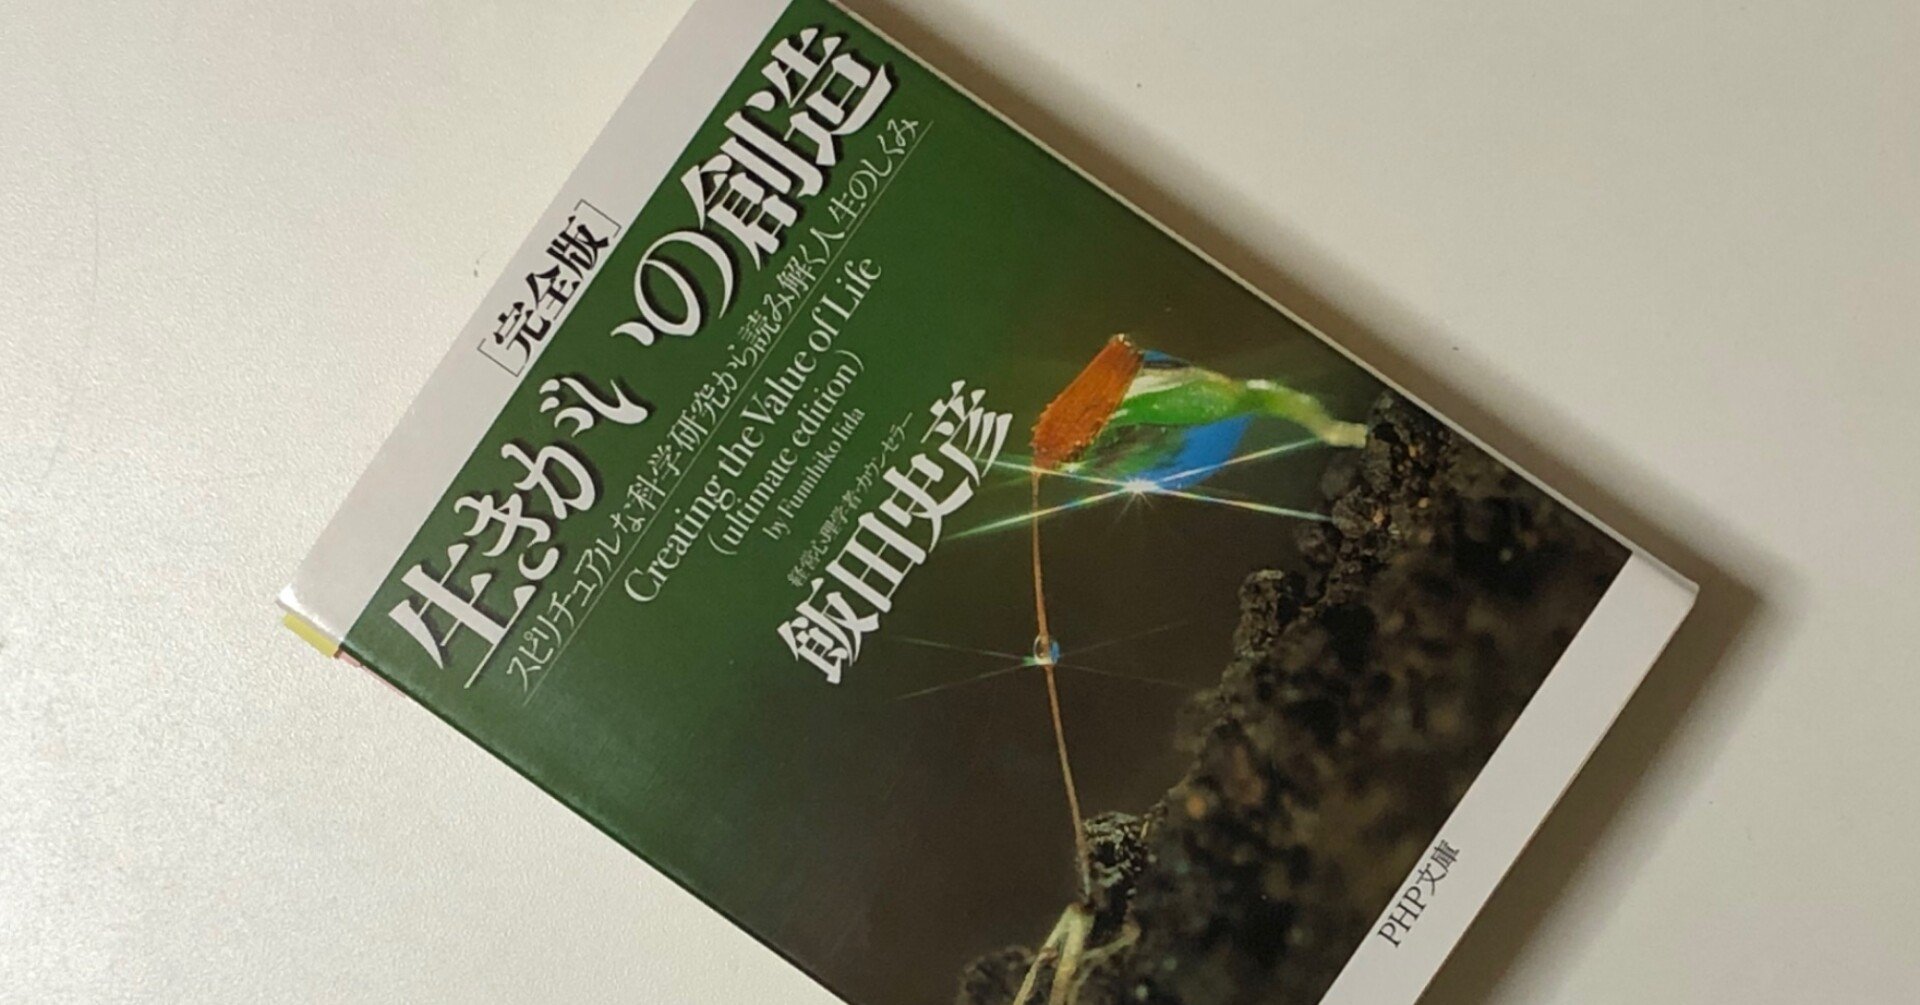 [完全版]
生きがいの創造
スピリチュアルな科学研究から読み解く人生のしくみ
Creating the Value of Life
(ultimate edition)
by Fumihiko Iida
経営心理学者・カウンセラー
飯田史彦
PHP文庫